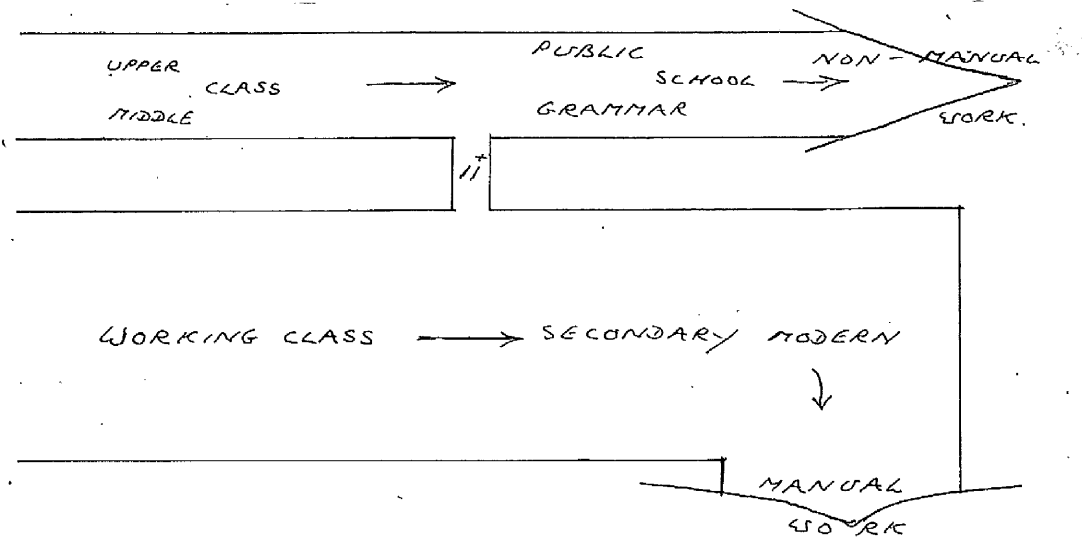 UPPER
CLASS
MIDDLE
PUBLIC
SCHOOL
GRAMMAR
NON - MANUAL
WORK.
11+
WORKING CLASS
SECONDARY MODERN
MANUAL
WORK